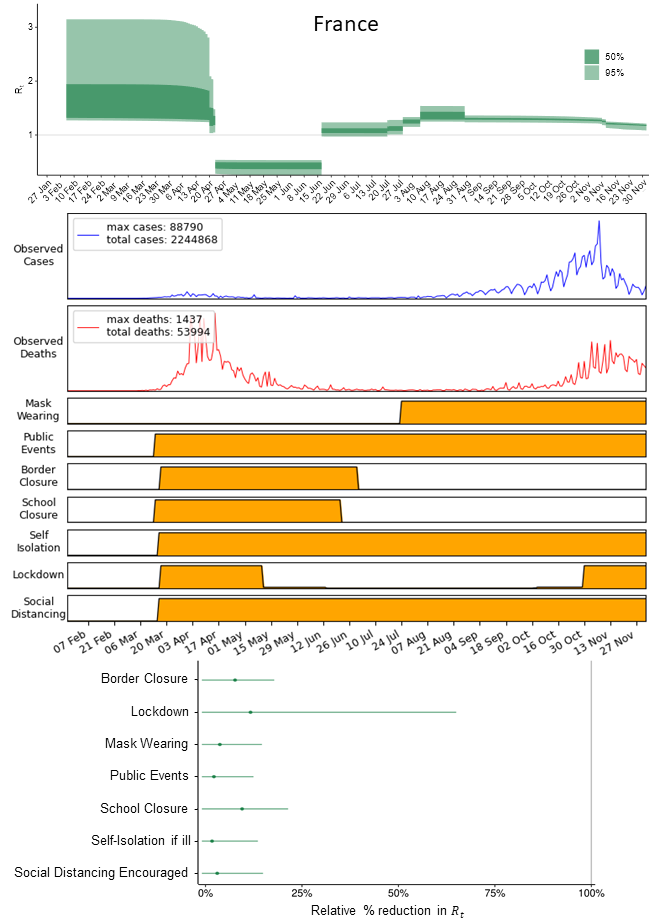 France
3
2
1
R_t
50%
95%
27 Jan
3 Feb
10 Feb
17 Feb
24 Feb
2 Mar
9 Mar
16 Mar
23 Mar
30 Mar
6 Apr
13 Apr
20 Apr
27 Apr
4 May
11 May
18 May
25 May
1 Jun
8 Jun
15 Jun
22 Jun
29 Jun
6 Jul
13 Jul
20 Jul
27 Jul
3 Aug
10 Aug
17 Aug
24 Aug
31 Aug
7 Sep
14 Sep
21 Sep
28 Sep
5 Oct
12 Oct
19 Oct
26 Oct
2 Nov
9 Nov
16 Nov
23 Nov
30 Nov
Observed
Cases
max cases: 88790
total cases: 2244868
Observed
Deaths
max deaths: 1437
total deaths: 53994
Mask
Wearing
Public
Events
Border
Closure
School
Closure
Self
Isolation
Lockdown
Social
Distancing
07 Feb
21 Feb
06 Mar
20 Mar
03 Apr
17 Apr
01 May
15 May
29 May
12 Jun
26 Jun
10 Jul
24 Jul
07 Aug
21 Aug
04 Sep
18 Sep
02 Oct
16 Oct
30 Oct
13 Nov
27 Nov
Border Closure
Lockdown
Mask Wearing
Public Events
School Closure
Self-Isolation if ill
Social Distancing Encouraged
0%
25%
50%
75%
100%
Relative % reduction in R_t